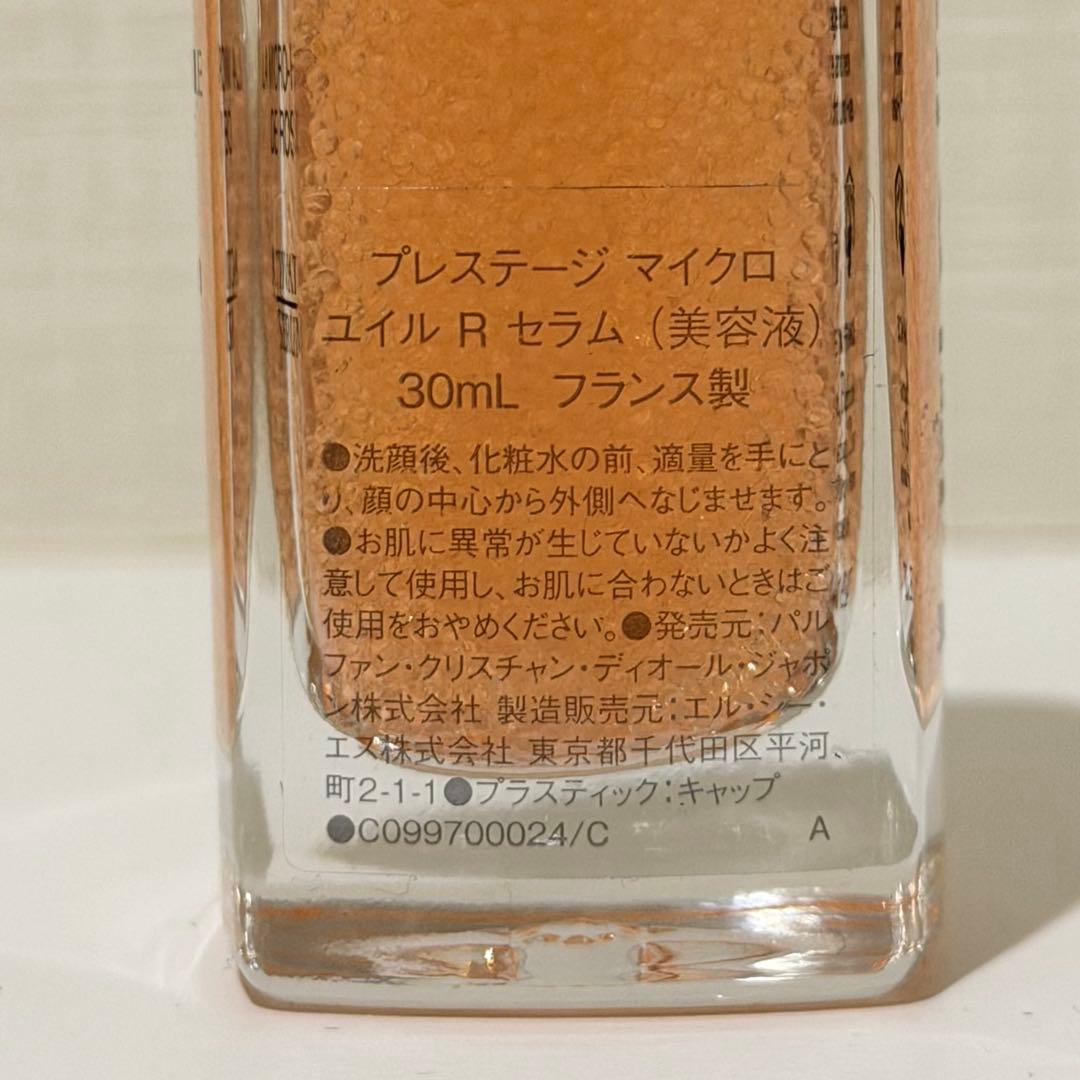 プレステージ マイクロ
ユイル R セラム（美容液）
30mL フランス製
●洗顔後、化粧水の前、適量を手にと
り、顔の中心から外側へなじませます。
●お肌に異常が生じていないかよく注
意して使用し、お肌に合わないときはご
使用をおやめください。●発売元：パル
ファン・クリスチャン・ディオール・ジャポ
ン株式会社 製造販売元：エル・ジー・
エス株式会社 東京都千代田区平河
町2-1-1●プラスティック：キャップ
●C099700024/C A